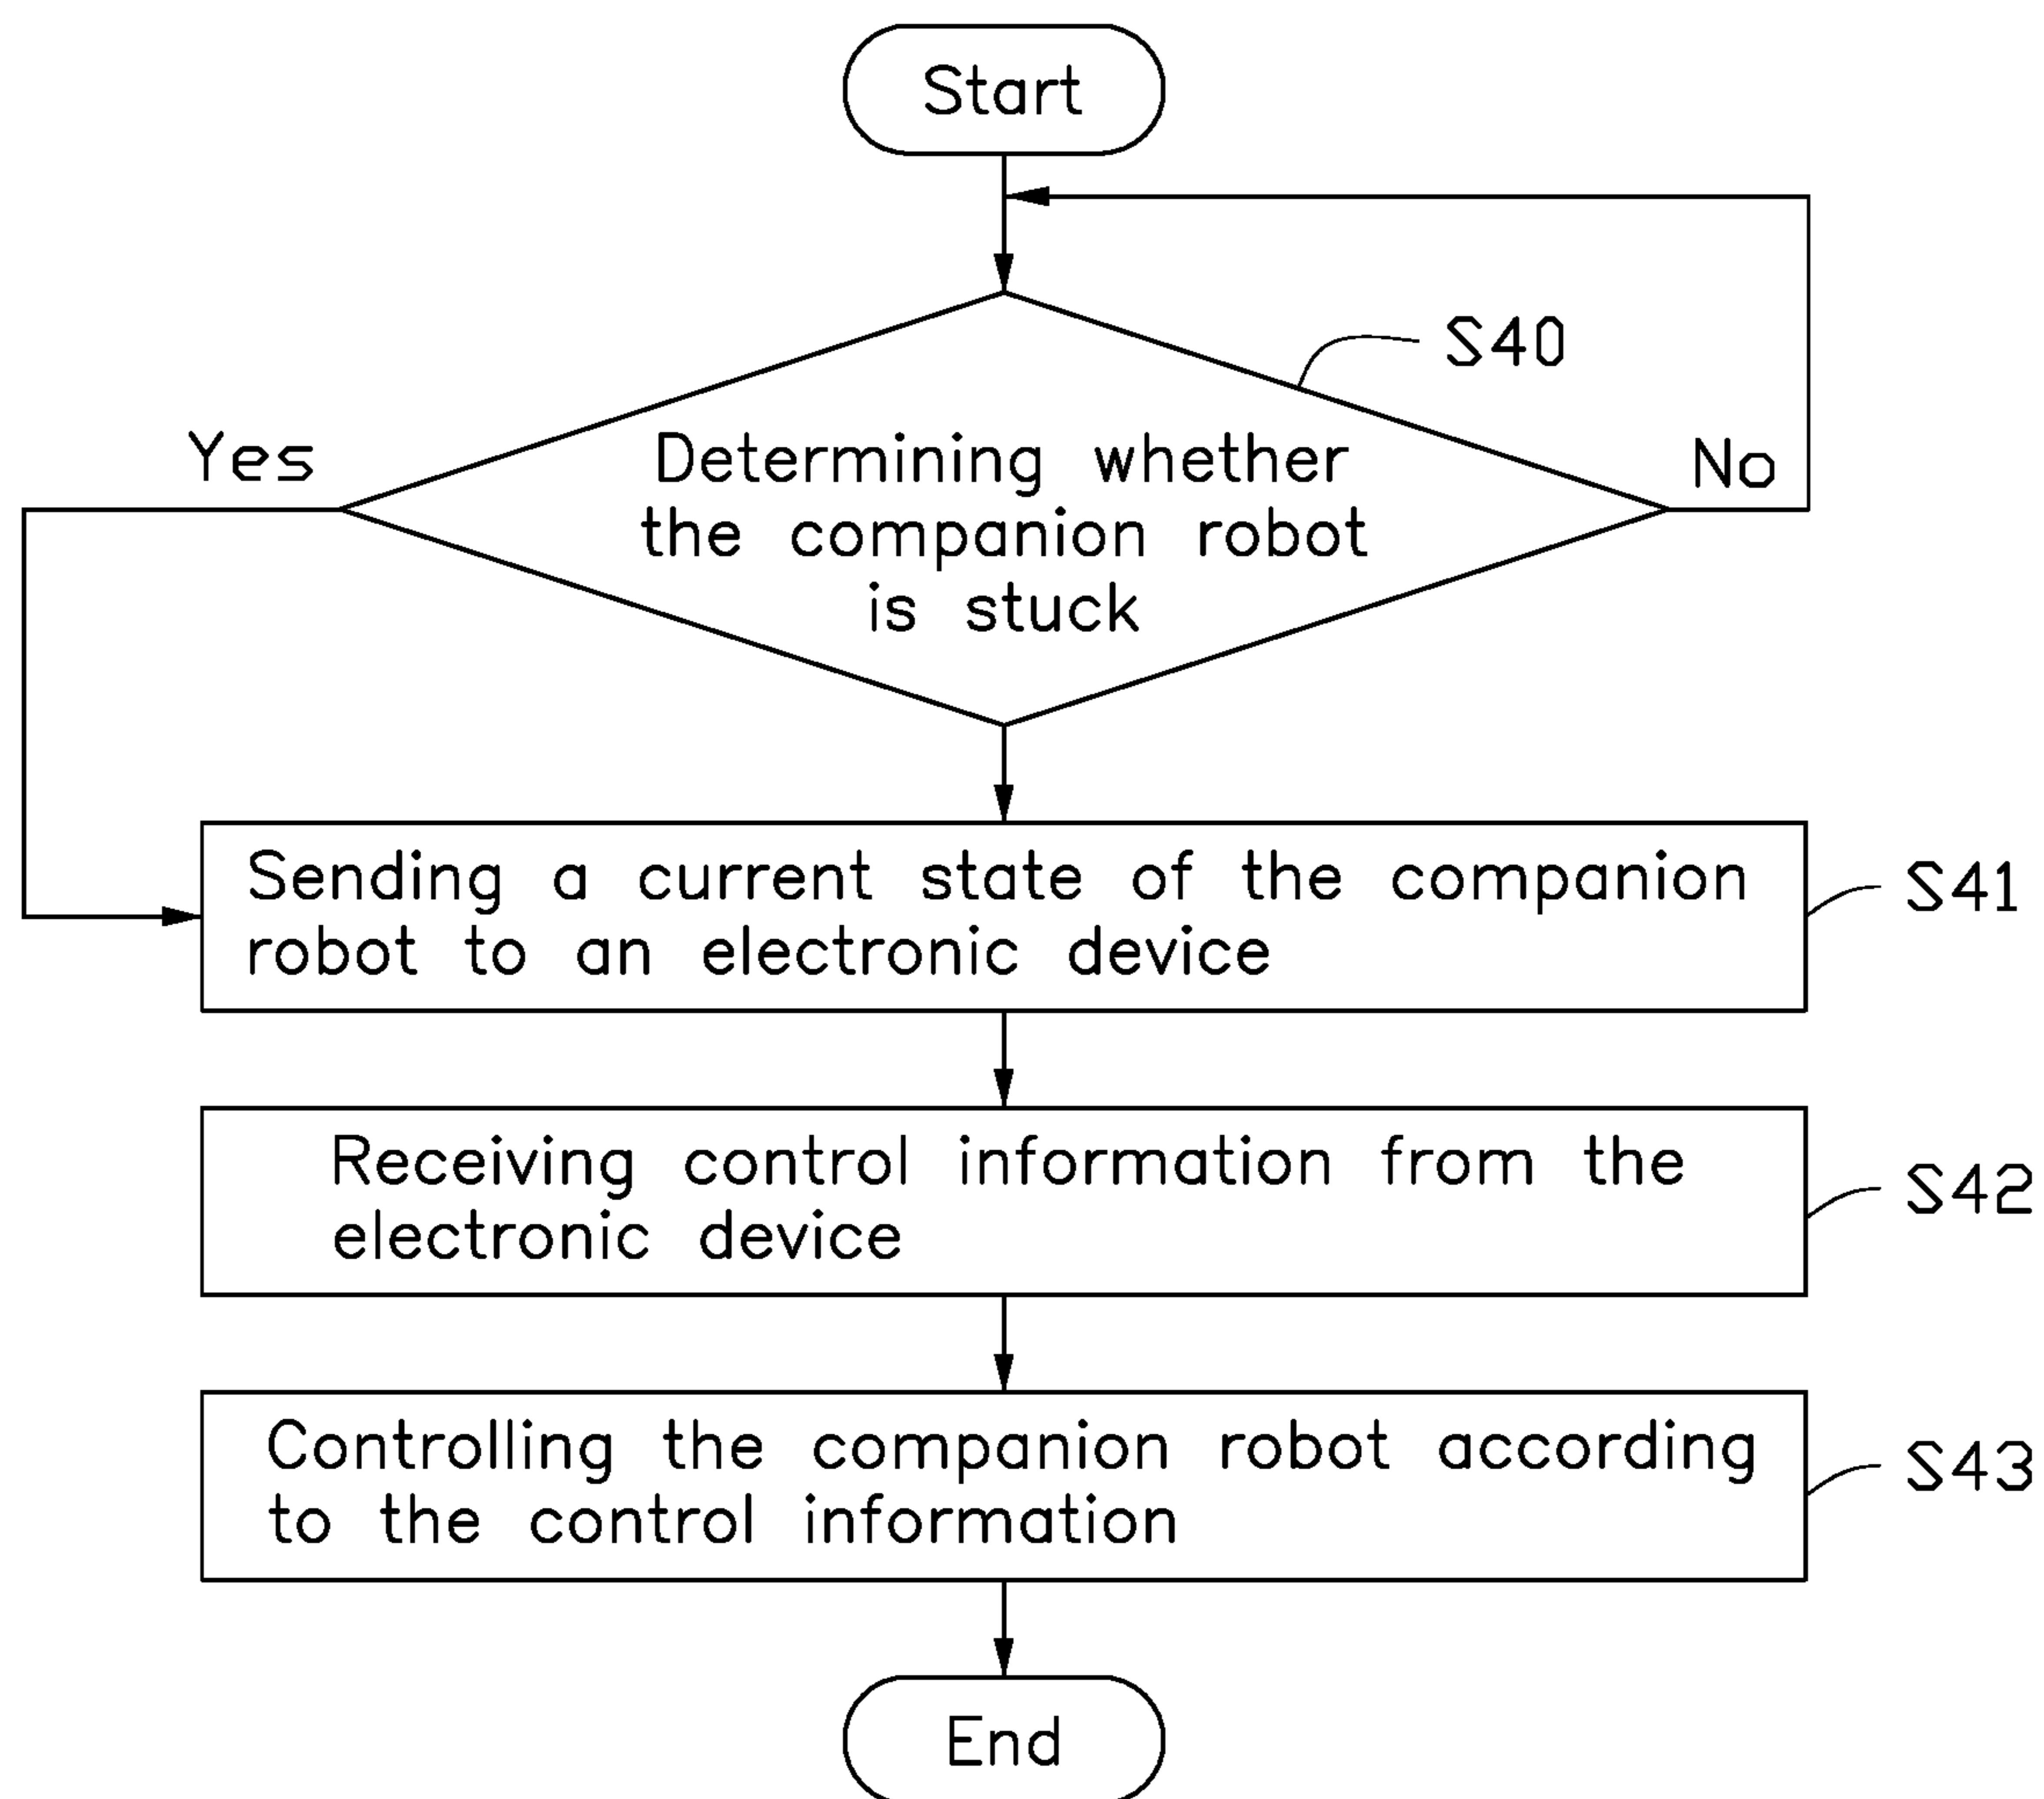 Start
S40
Yes
No
Determining whether
the companion robot
is stuck
Sending a current state of the companion
robot to an electronic device
S41
Receiving control information from the
electronic device
S42
Controlling the companion robot according
to the control information
S43
End